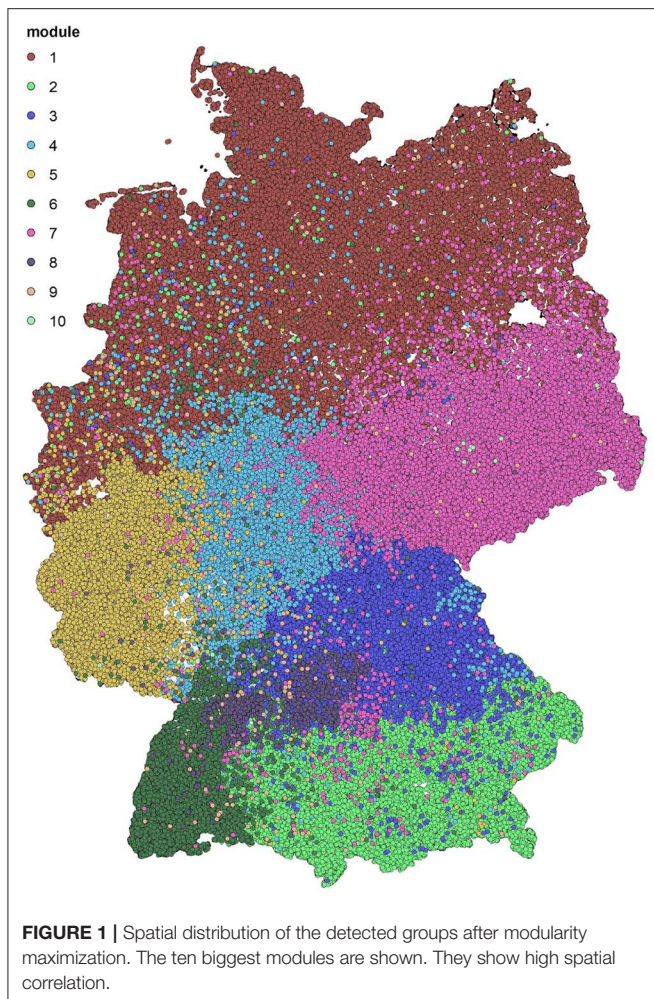 module
1
2
3
4
5
6
7
8
9
10
FIGURE 1 | Spatial distribution of the detected groups after modularity
maximization. The ten biggest modules are shown. They show high spatial
correlation.